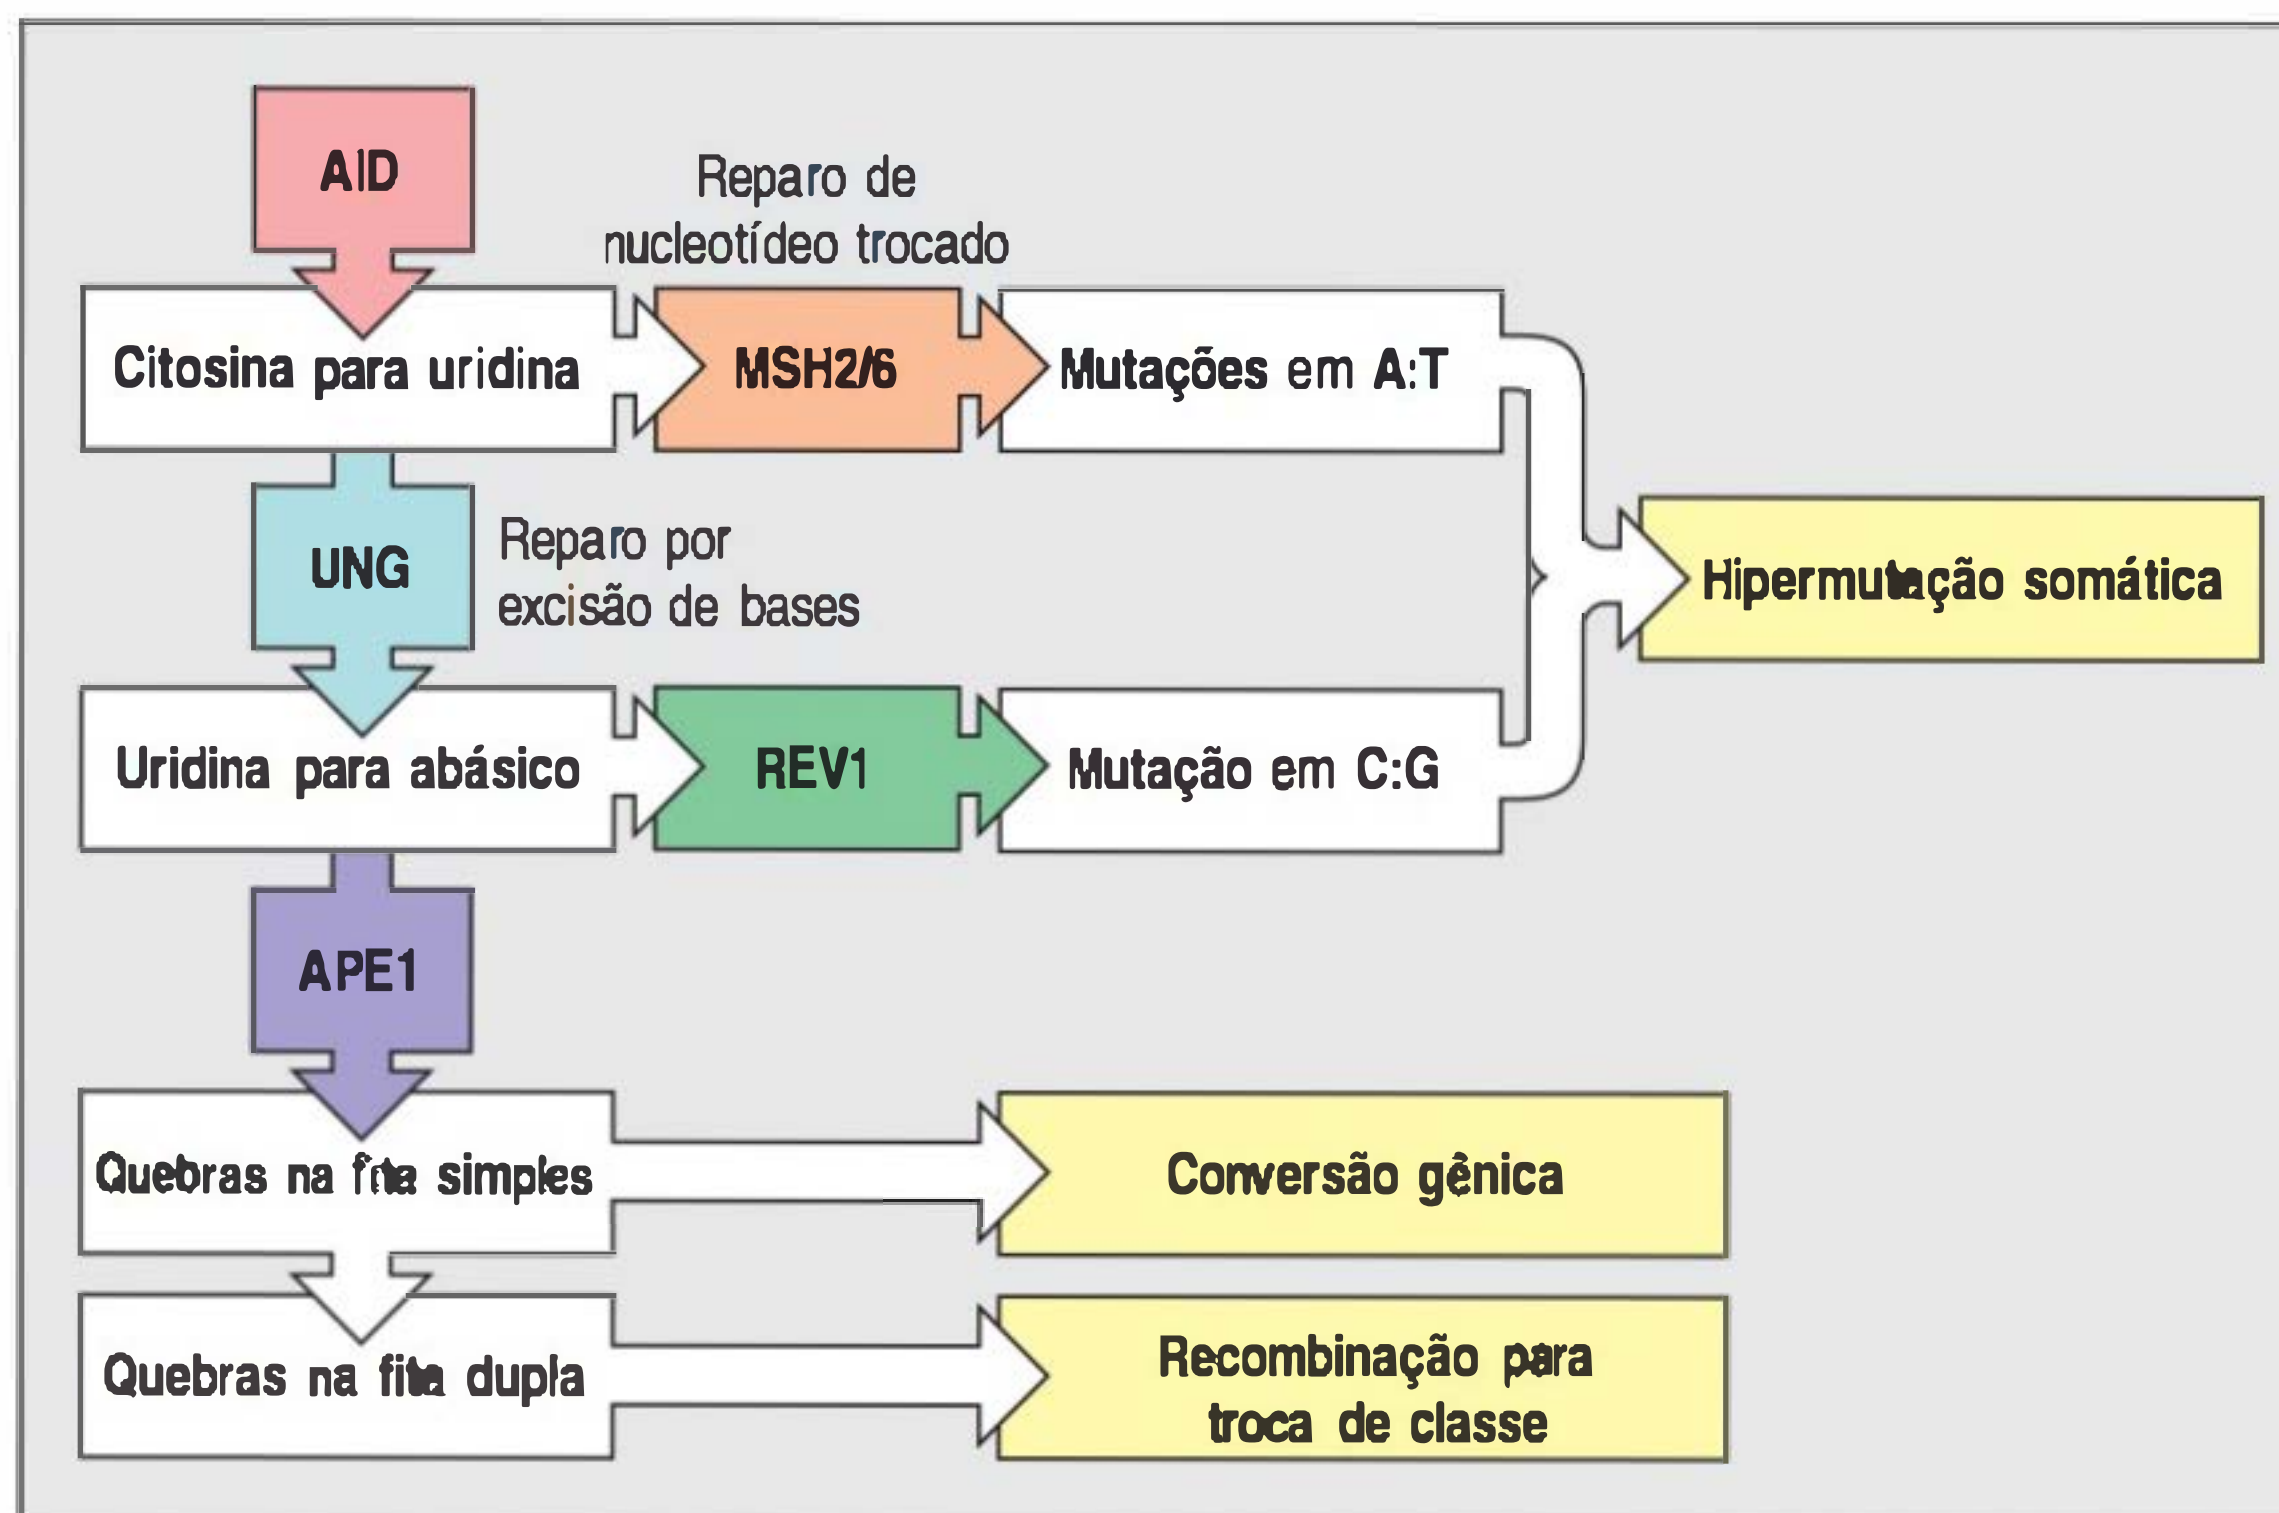 AID
Reparo de
nucleotídeo trocado
Citosina para uridina
MSH2/6
Mutações em A:T
UNG
Reparo por
excisão de bases
Hipermutação somática
Uridina para abásico
REV1
Mutação em C:G
APE1
Quebras na fita simples
Conversão gênica
Quebras na fita dupla
Recombinação para
troca de classe